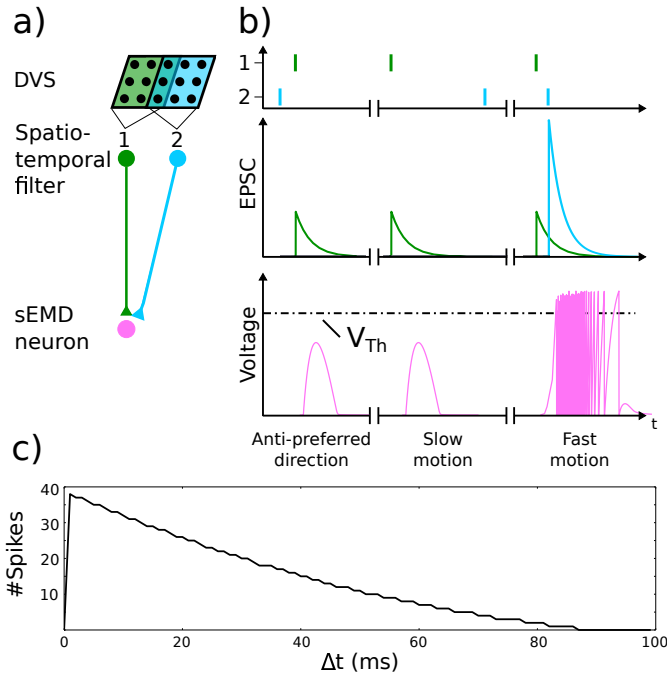 a)
DVS
1 2
Spatio-
temporal
filter
sEMD
neuron
b)
1
2
EPSC
Voltage
VTh
t
Anti-preferred
direction
Slow
motion
Fast
motion
c)
#Spikes
40
30
20
10
0 20 40 60 80 100
Δt (ms)